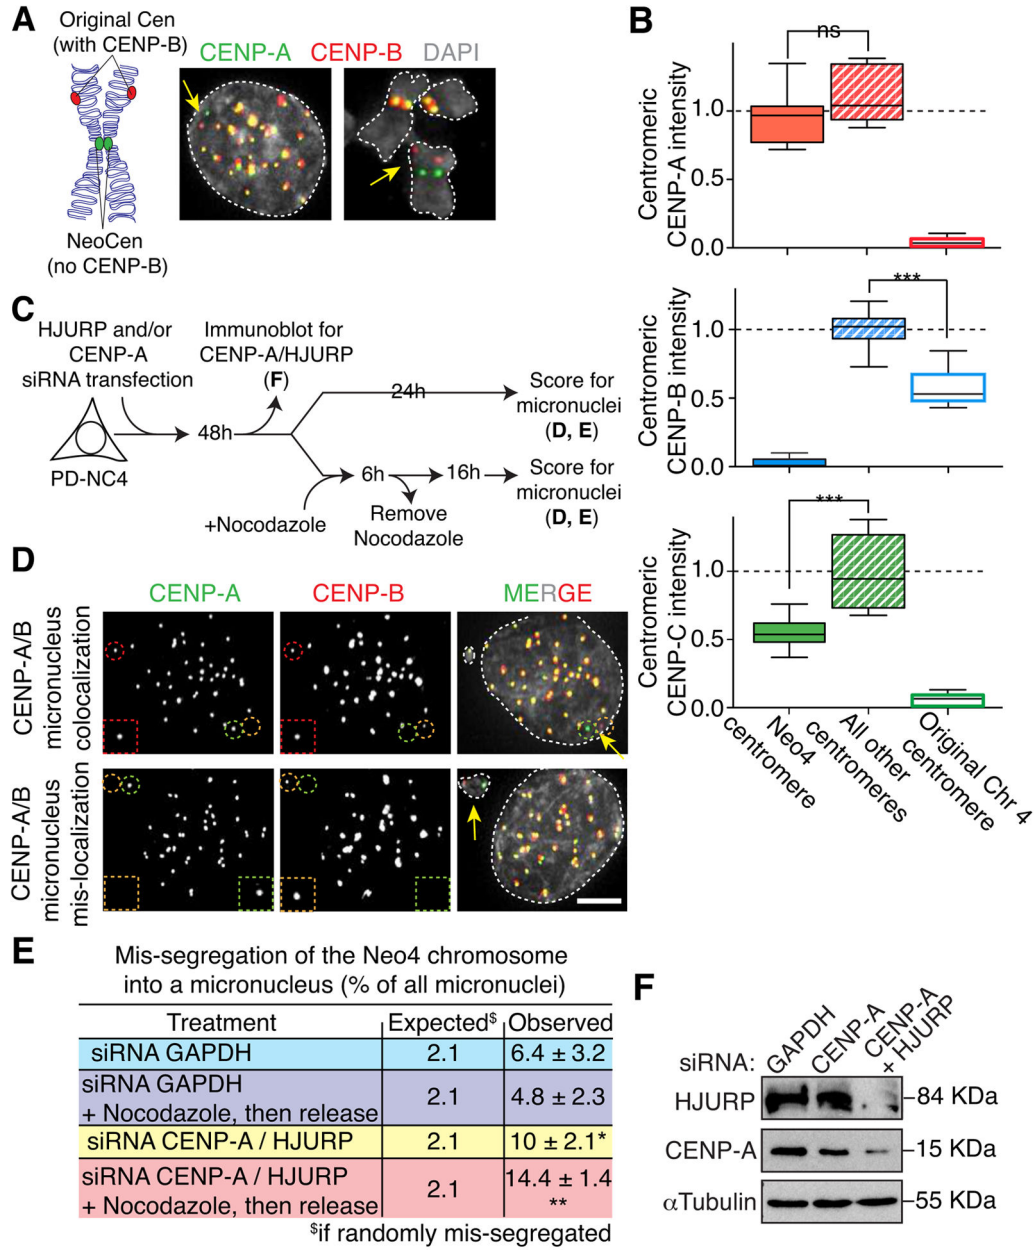 A
Original Cen
(with CENP-B)
NeoCen
(no CENP-B)
CENP-A CENP-B DAPI
B
Centromeric
CENP-A intensity
1.0
0.5
0.0
ns
Centromeric
CENP-B intensity
1.0
0.5
0.0
***
Centromeric
CENP-C intensity
1.0
0.5
0.0
***
Neo4
centromere
All other
centromeres
Original Chr 4
centromere
C
HJURP and/or
CENP-A
siRNA transfection
PD-NC4
48h
Immunoblot for
CENP-A/HJURP
(F)
24h
Score for
micronuclei
(D, E)
+Nocodazole
6h
Remove
Nocodazole
16h
Score for
micronuclei
(D, E)
D
CENP-A CENP-B MERGE
CENP-A/B
micronucleus
colocalization
CENP-A/B
micronucleus
mis-localization
E
Mis-segregation of the Neo4 chromosome
into a micronucleus (% of all micronuclei)
Treatment Expected$ Observed
siRNA GAPDH 2.1 6.4 ± 3.2
siRNA GAPDH
+ Nocodazole, then release 2.1 4.8 ± 2.3
siRNA CENP-A / HJURP 2.1 10 ± 2.1*
siRNA CENP-A / HJURP
+ Nocodazole, then release 2.1 14.4 ± 1.4
**
$if randomly mis-segregated
F
siRNA: GAPDH CENP-A CENP-A
+ HJURP
HJURP 84 KDa
CENP-A 15 KDa
αTubulin 55 KDa